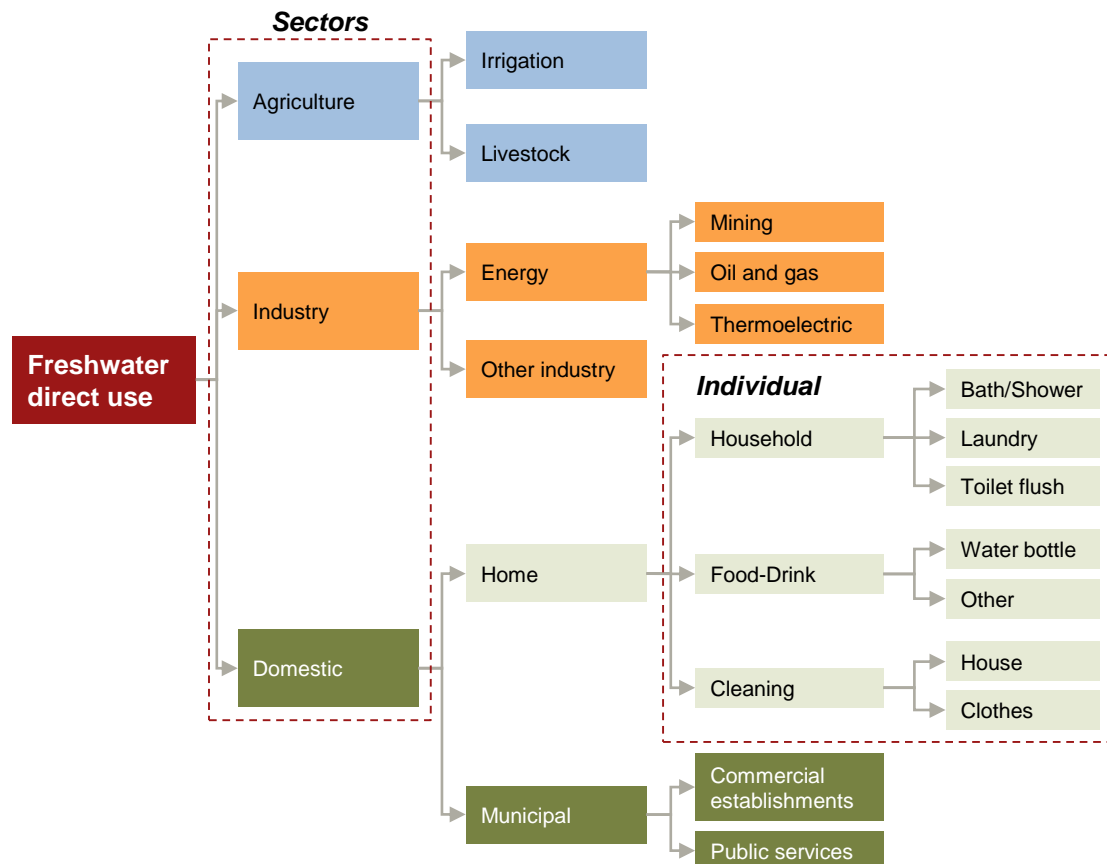 Sectors
Agriculture
Irrigation
Livestock
Industry
Energy
Mining
Oil and gas
Thermoelectric
Other industry
Freshwater
direct use
Individual
Household
Bath/Shower
Laundry
Toilet flush
Home
Food-Drink
Water bottle
Other
Domestic
Cleaning
House
Clothes
Municipal
Commercial
establishments
Public services